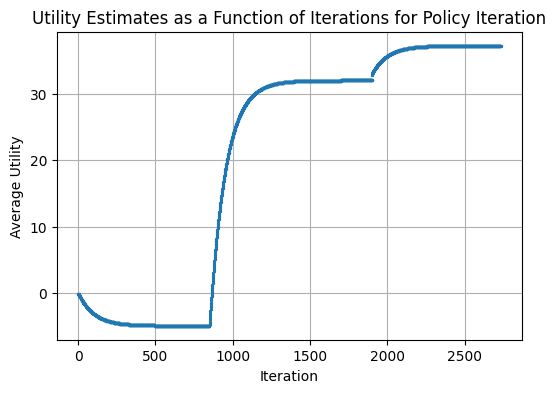 Utility Estimates as a Function of Iterations for Policy Iteration
30
20
10
0
Average Utility
0 500 1000 1500 2000 2500
Iteration